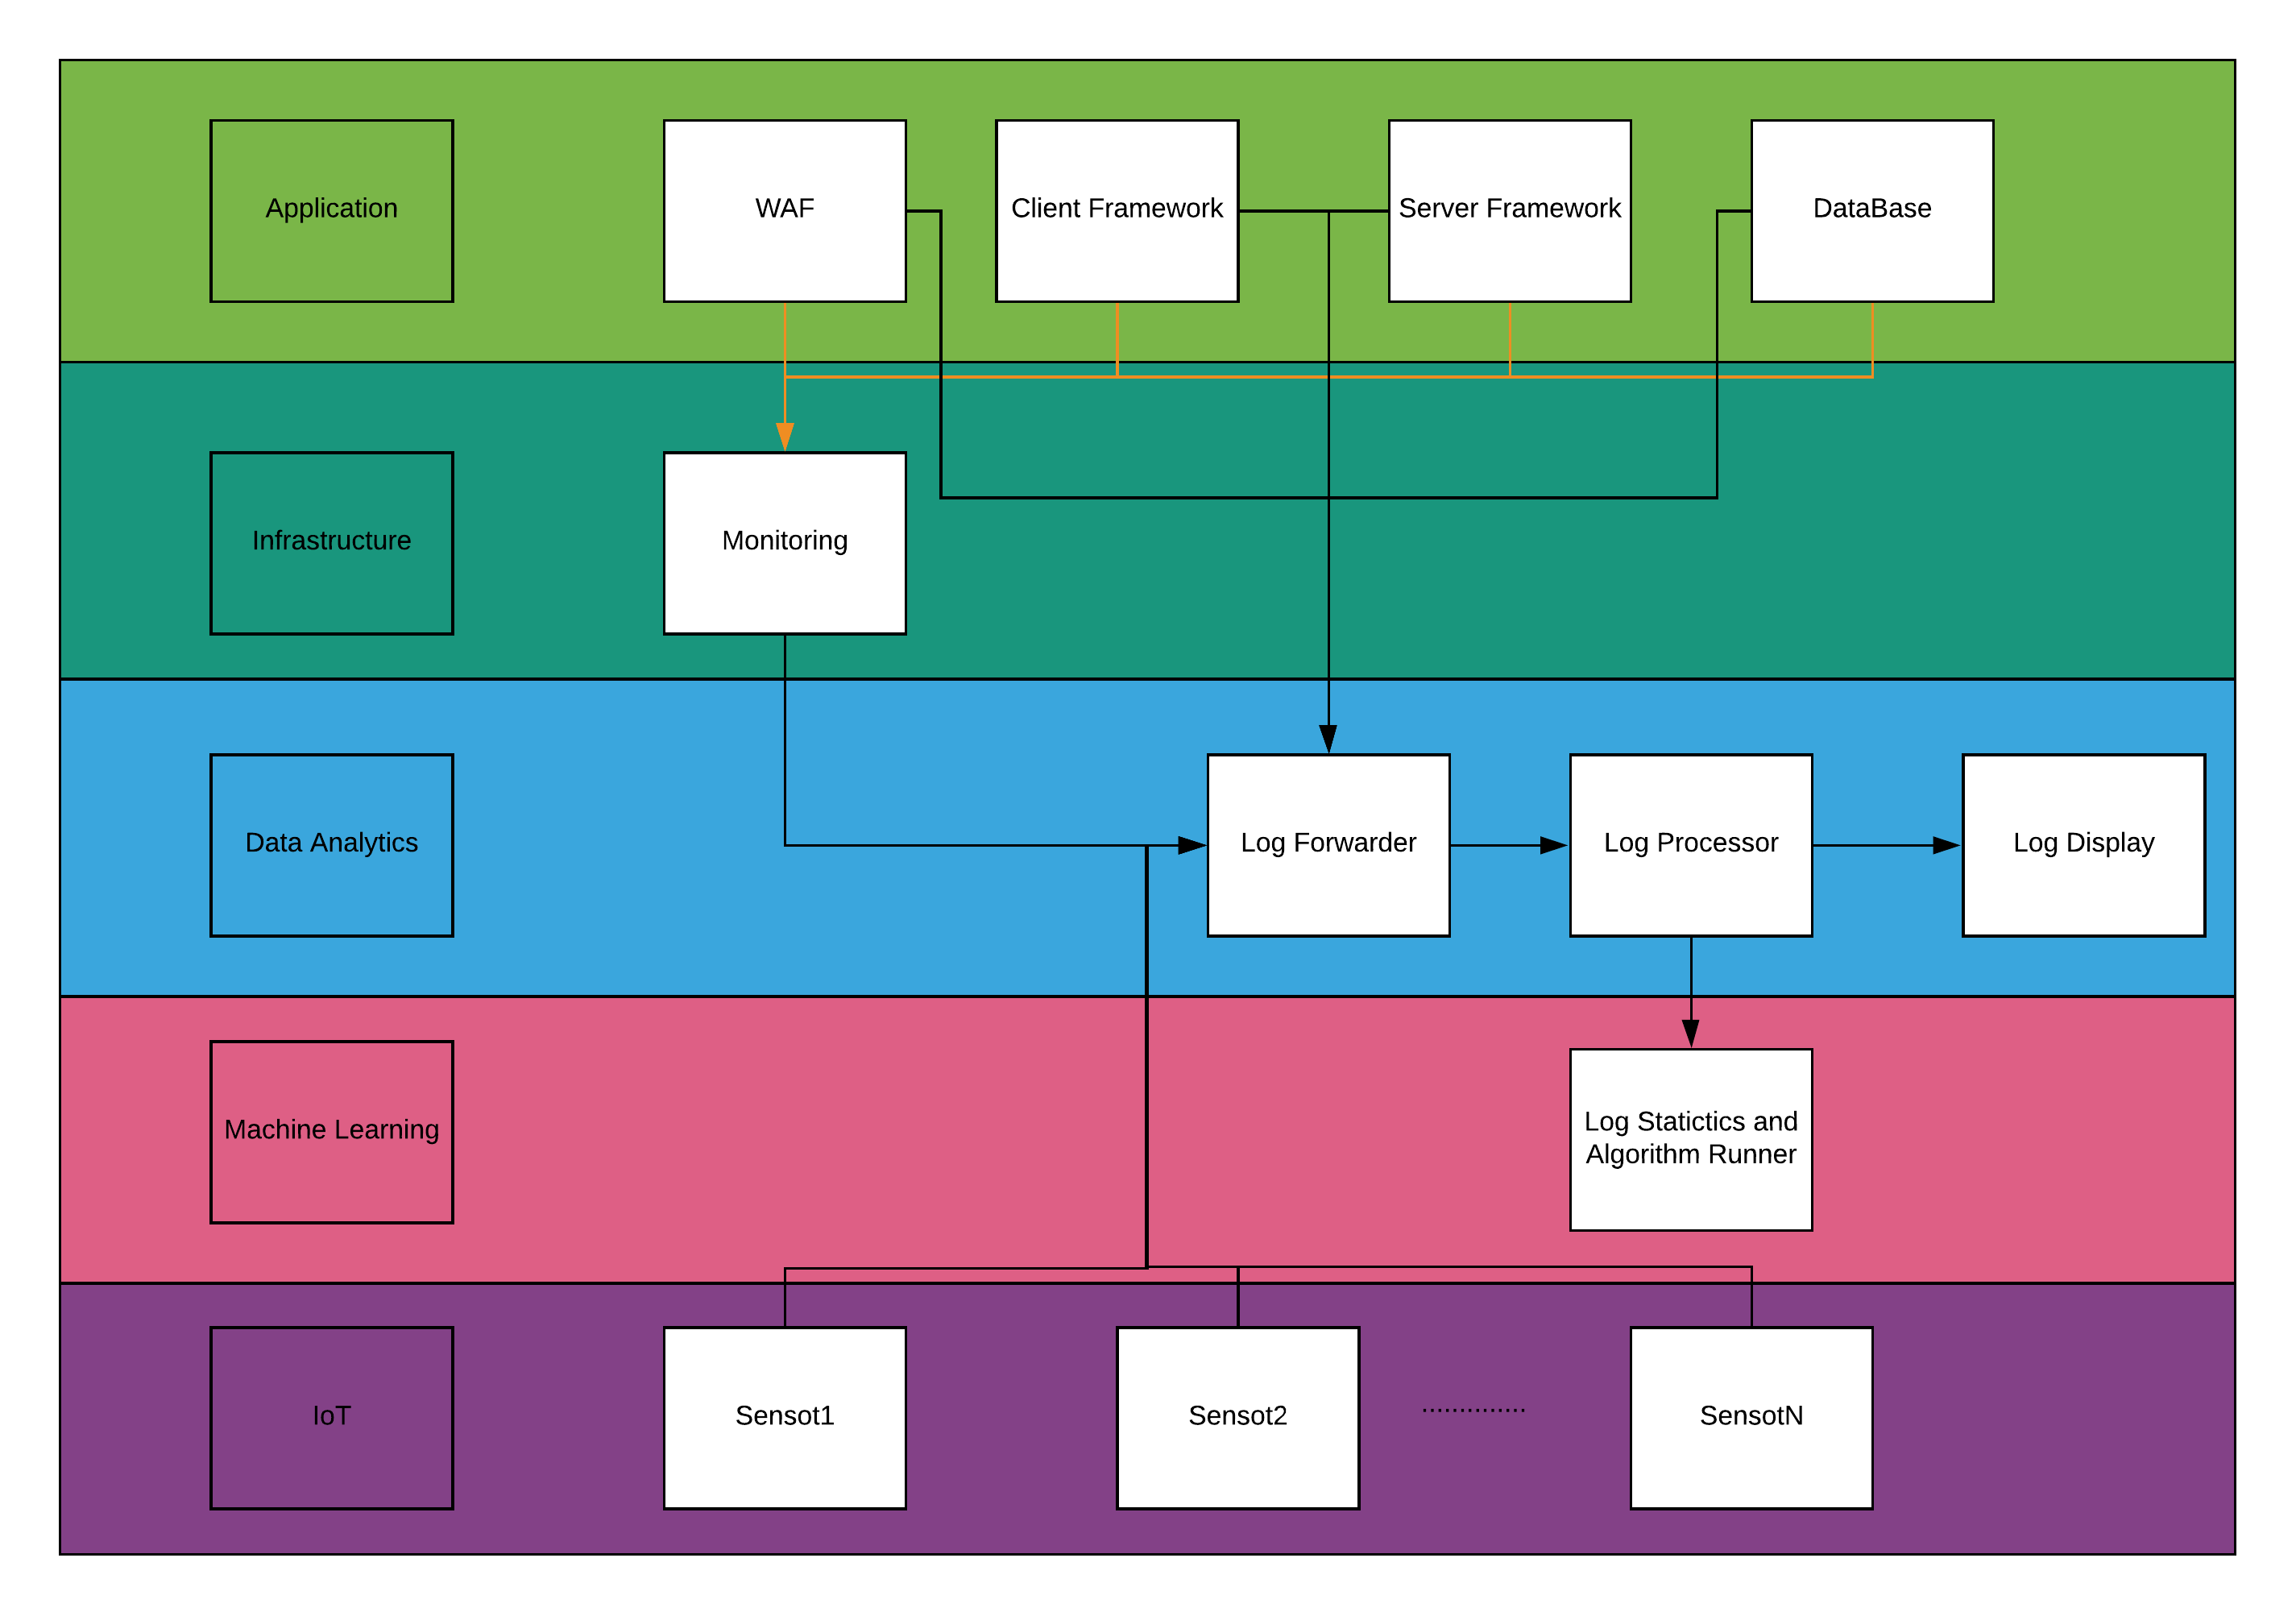 Application
WAF
Client Framework
Server Framework
DataBase
Infrastructure
Monitoring
Data Analytics
Log Forwarder
Log Processor
Log Display
Machine Learning
Log Statictics and
Algorithm Runner
IoT
Sensot1
Sensot2
..............
SensotN